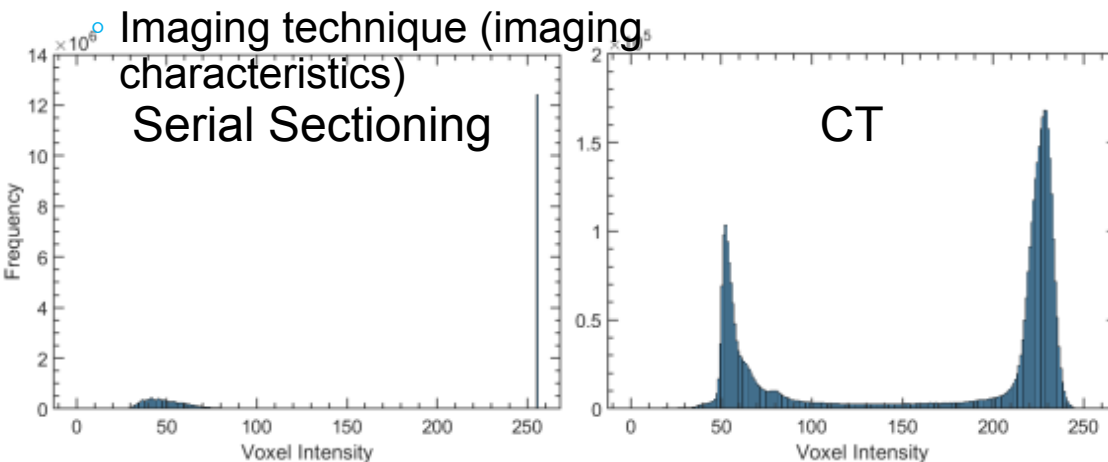 ◦ Imaging technique (imaging
characteristics)
Serial Sectioning
×10⁶
14
12
10
8
6
4
2
0
Frequency
0 50 100 150 200 250
Voxel Intensity
CT
2
1.5
1
0.5
0
0 50 100 150 200 250
Voxel Intensity